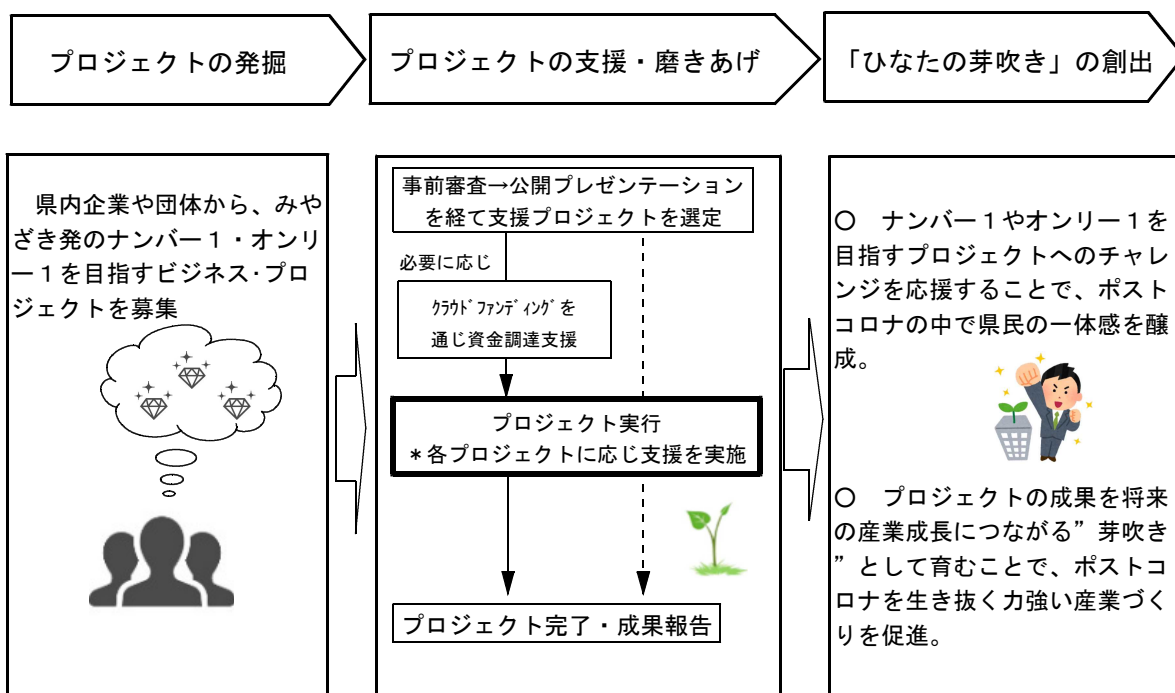 プロジェクトの発掘
プロジェクトの支援・磨きあげ
「ひなたの芽吹き」の創出
県内企業や団体から、みや
ざき発のナンバー１・オンリ
ー１を目指すビジネス･プロ
ジェクトを募集
事前審査→公開プレゼンテーション
を経て支援プロジェクトを選定
必要に応じ
ｸﾗｳﾄﾞﾌｧﾝﾃﾞｨﾝｸﾞを
通じ資金調達支援
プロジェクト実行
＊各プロジェクトに応じ支援を実施
プロジェクト完了・成果報告
○　ナンバー１やオンリー１を
目指すプロジェクトへのチャレ
ンジを応援することで、ポスト
コロナの中で県民の一体感を醸
成。
○　プロジェクトの成果を将来
の産業成長につながる”芽吹き
”として育むことで、ポストコ
ロナを生き抜く力強い産業づく
りを促進。